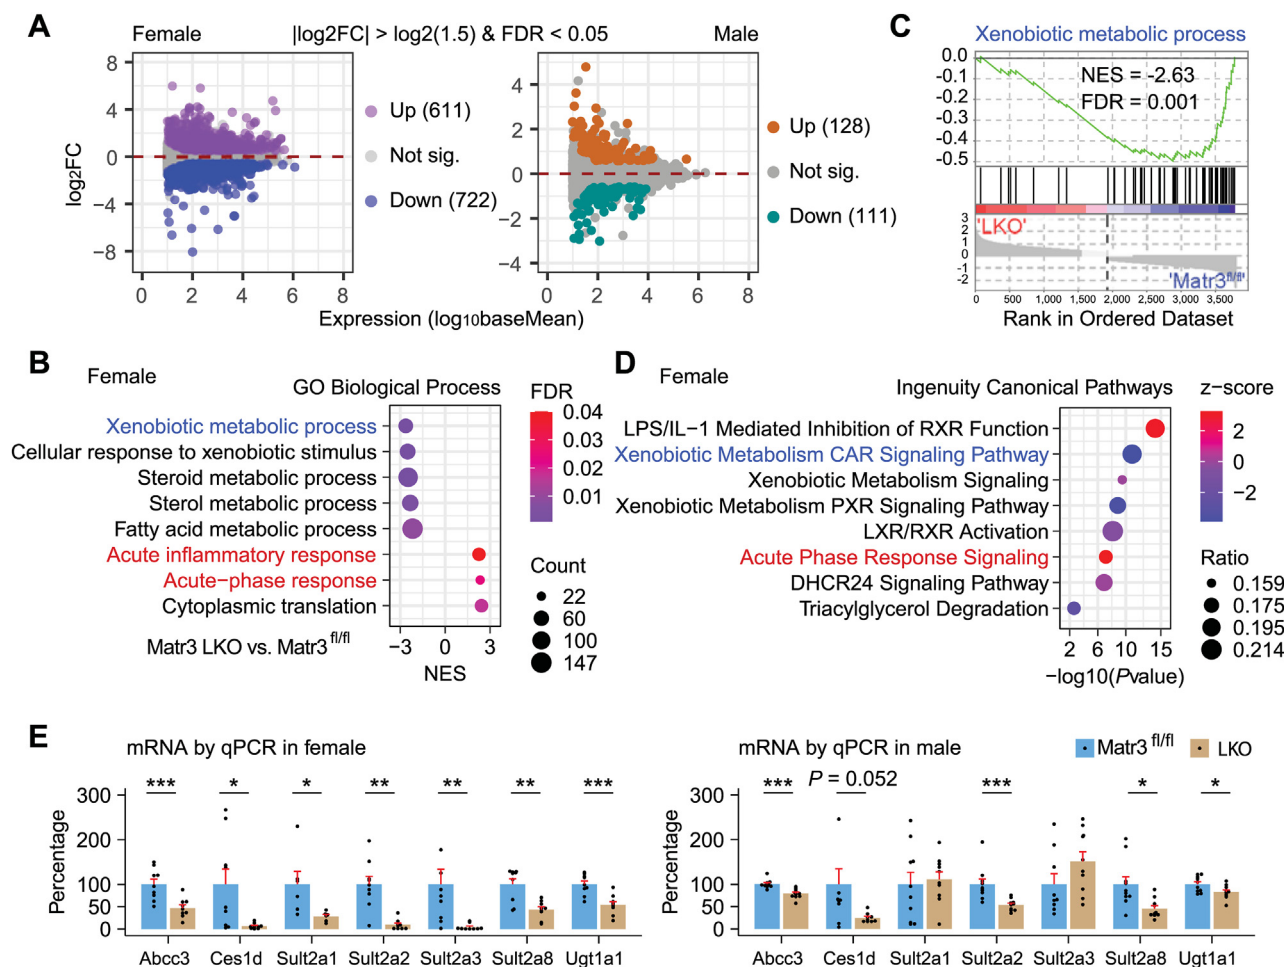 A
Female
|log2FC| > log2(1.5) & FDR < 0.05
Male
log2FC
8
4
0
−4
−8
0 2 4 6 8
Up (611)
Not sig.
Down (722)
4
2
0
−2
−4
0 2 4 6 8
Up (128)
Not sig.
Down (111)
Expression (log10baseMean)
C
Xenobiotic metabolic process
0.0
-0.1
-0.2
-0.3
-0.4
-0.5
NES = -2.63
FDR = 0.001
3
2
1
0
-1
-2
'LKO'
'Matr3fl/fl'
0 500 1,000 1,500 2,000 2,500 3,000 3,500
Rank in Ordered Dataset
B
Female
GO Biological Process
Xenobiotic metabolic process
Cellular response to xenobiotic stimulus
Steroid metabolic process
Sterol metabolic process
Fatty acid metabolic process
Acute inflammatory response
Acute−phase response
Cytoplasmic translation
Matr3 LKO vs. Matr3 fl/fl
−3 0 3
NES
FDR
0.04
0.03
0.02
0.01
Count
22
60
100
147
D
Female
Ingenuity Canonical Pathways
LPS/IL−1 Mediated Inhibition of RXR Function
Xenobiotic Metabolism CAR Signaling Pathway
Xenobiotic Metabolism Signaling
Xenobiotic Metabolism PXR Signaling Pathway
LXR/RXR Activation
Acute Phase Response Signaling
DHCR24 Signaling Pathway
Triacylglycerol Degradation
2 6 10 15
−log10(Pvalue)
z−score
2
0
−2
Ratio
0.159
0.175
0.195
0.214
E
mRNA by qPCR in female
*** * * ** ** ** ***
Percentage
300
200
100
50
0
Abcc3 Ces1d Sult2a1 Sult2a2 Sult2a3 Sult2a8 Ugt1a1
mRNA by qPCR in male
Matr3 fl/fl
LKO
*** P = 0.052 *** * *
Percentage
300
200
100
50
0
Abcc3 Ces1d Sult2a1 Sult2a2 Sult2a3 Sult2a8 Ugt1a1